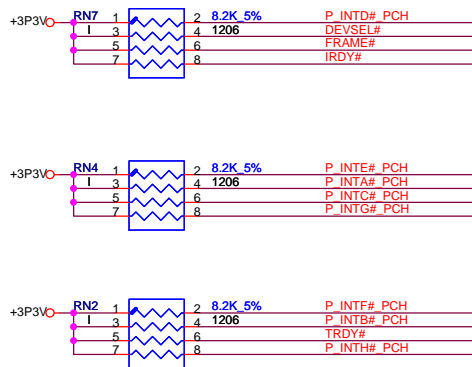 +3P3V RN7 1 2 8.2K_5% P_INTD#_PCH
I 3 4 1206 DEVSEL#
5 6 FRAME#
7 8 IRDY#
+3P3V RN4 1 2 8.2K_5% P_INTE#_PCH
I 3 4 1206 P_INTA#_PCH
5 6 P_INTC#_PCH
7 8 P_INTG#_PCH
+3P3V RN2 1 2 8.2K_5% P_INTF#_PCH
I 3 4 1206 P_INTB#_PCH
5 6 TRDY#
7 8 P_INTH#_PCH